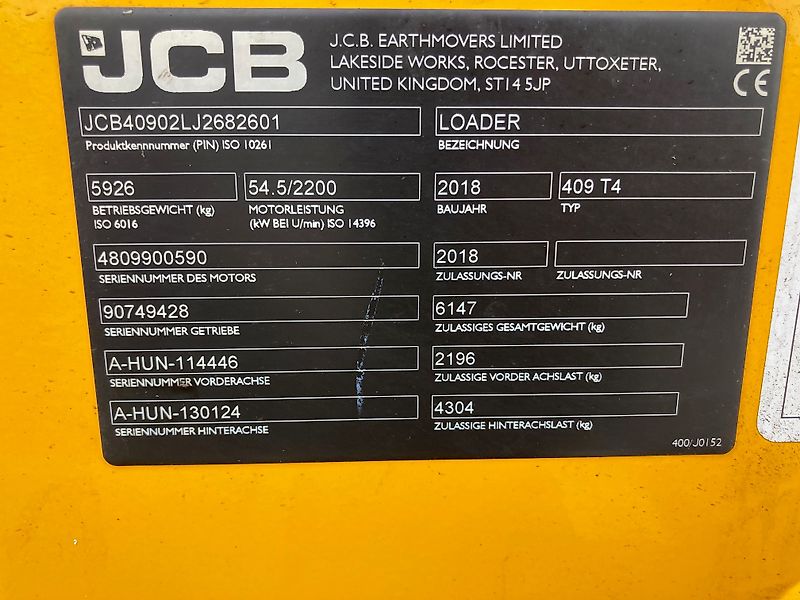 JCB
J.C.B. EARTHMOVERS LIMITED
LAKESIDE WORKS, ROCESTER, UTTOXETER,
UNITED KINGDOM, ST14 5JP
CE
JCB40902LJ2682601 LOADER
Produktkennnummer (PIN) ISO 10261 BEZEICHNUNG
5926 54.5/2200 2018 409 T4
BETRIEBSGEWICHT (kg) MOTORLEISTUNG BAUJAHR TYP
ISO 6016 (kW BEI U/min) ISO 14396
4809900590 2018
SERIENNUMMER DES MOTORS ZULASSUNGS-NR ZULASSUNGS-NR
90749428 6147
SERIENNUMMER GETRIEBE ZULÄSSIGES GESAMTGEWICHT (kg)
A-HUN-114446 2196
SERIENNUMMER VORDERACHSE ZULÄSSIGE VORDER ACHSLAST (kg)
A-HUN-130124 4304
SERIENNUMMER HINTERACHSE ZULÄSSIGE HINTERACHSLAST (kg)
400/J0152